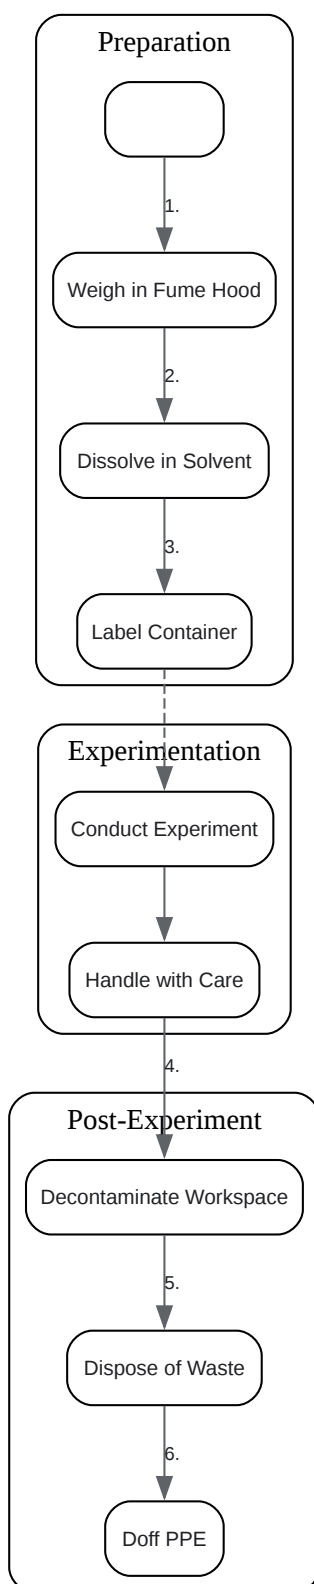 Preparation
1.
Weigh in Fume Hood
2.
Dissolve in Solvent
3.
Label Container
Experimentation
Conduct Experiment
Handle with Care
4.
Post-Experiment
Decontaminate Workspace
5.
Dispose of Waste
6.
Doff PPE